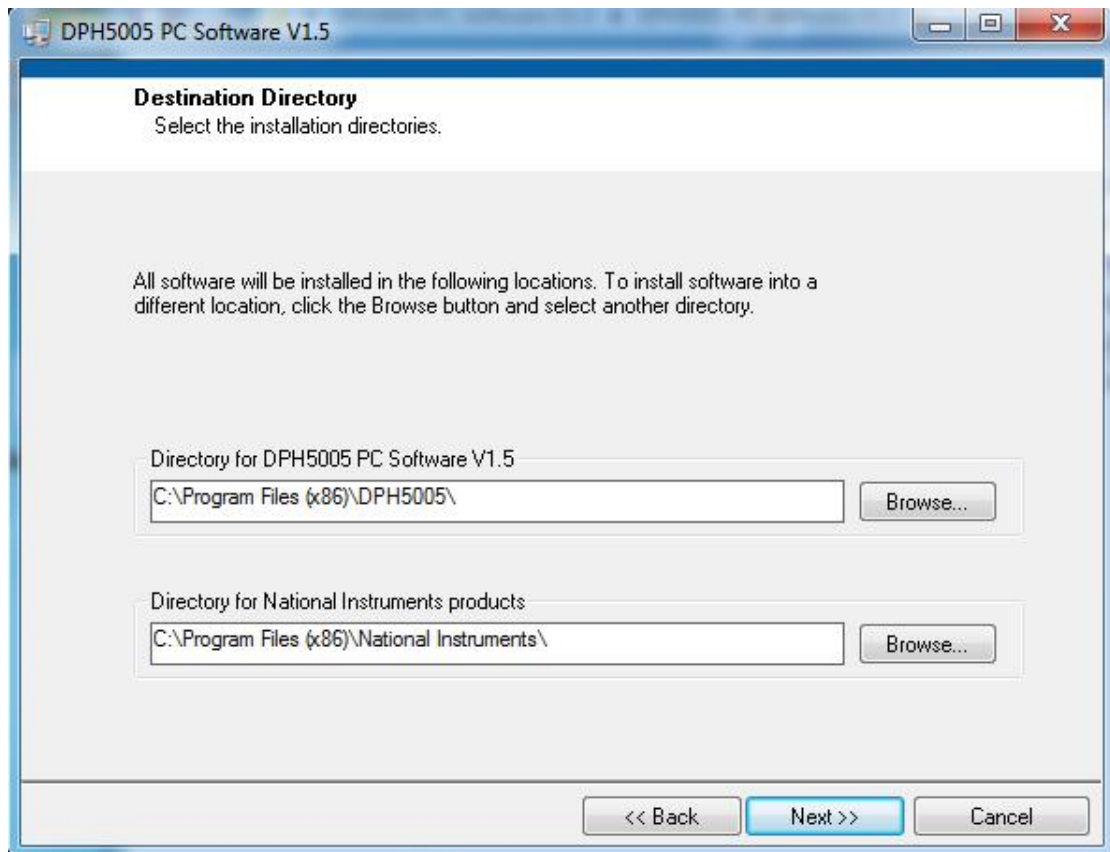 DPH5005 PC Software V1.5
Destination Directory
Select the installation directories.
All software will be installed in the following locations. To install software into a
different location, click the Browse button and select another directory.
Directory for DPH5005 PC Software V1.5
C:\Program Files (x86)\DPH5005\
Browse...
Directory for National Instruments products
C:\Program Files (x86)\National Instruments\
Browse...
<< Back
Next >>
Cancel